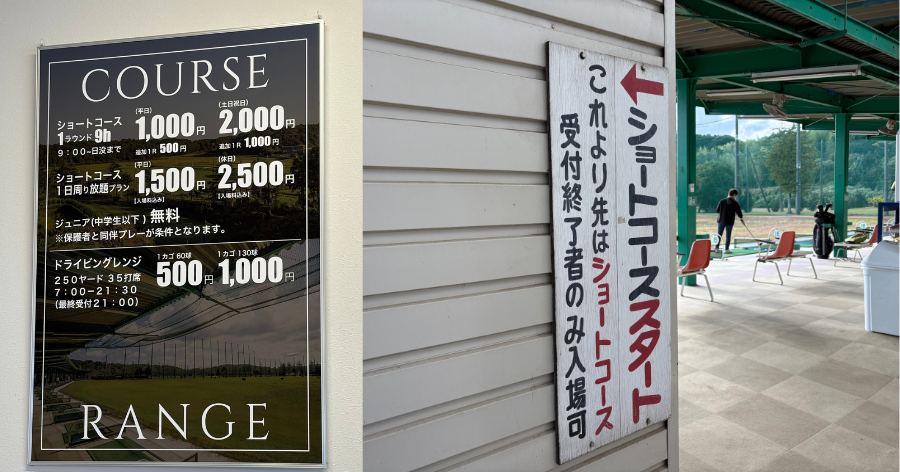 COURSE
ショートコース
1ラウンド 9h
9：00~日没まで
(平日)
1,000円
追加1R 500円
(土日祝日)
2,000円
追加1R 1,000円
ショートコース
1日周り放題プラン
(平日)
1,500円
【入場料込み】
(休日)
2,500円
【入場料込み】
ジュニア(中学生以下) 無料
※保護者と同伴プレーが条件となります。
ドライビングレンジ
250ヤード 35打席
7：00~21：30
(最終受付21：00)
1カゴ 60球
500円
1カゴ 130球
1,000円
RANGE
←ショートコーススタート
これより先はショートコース
受付終了者のみ入場可